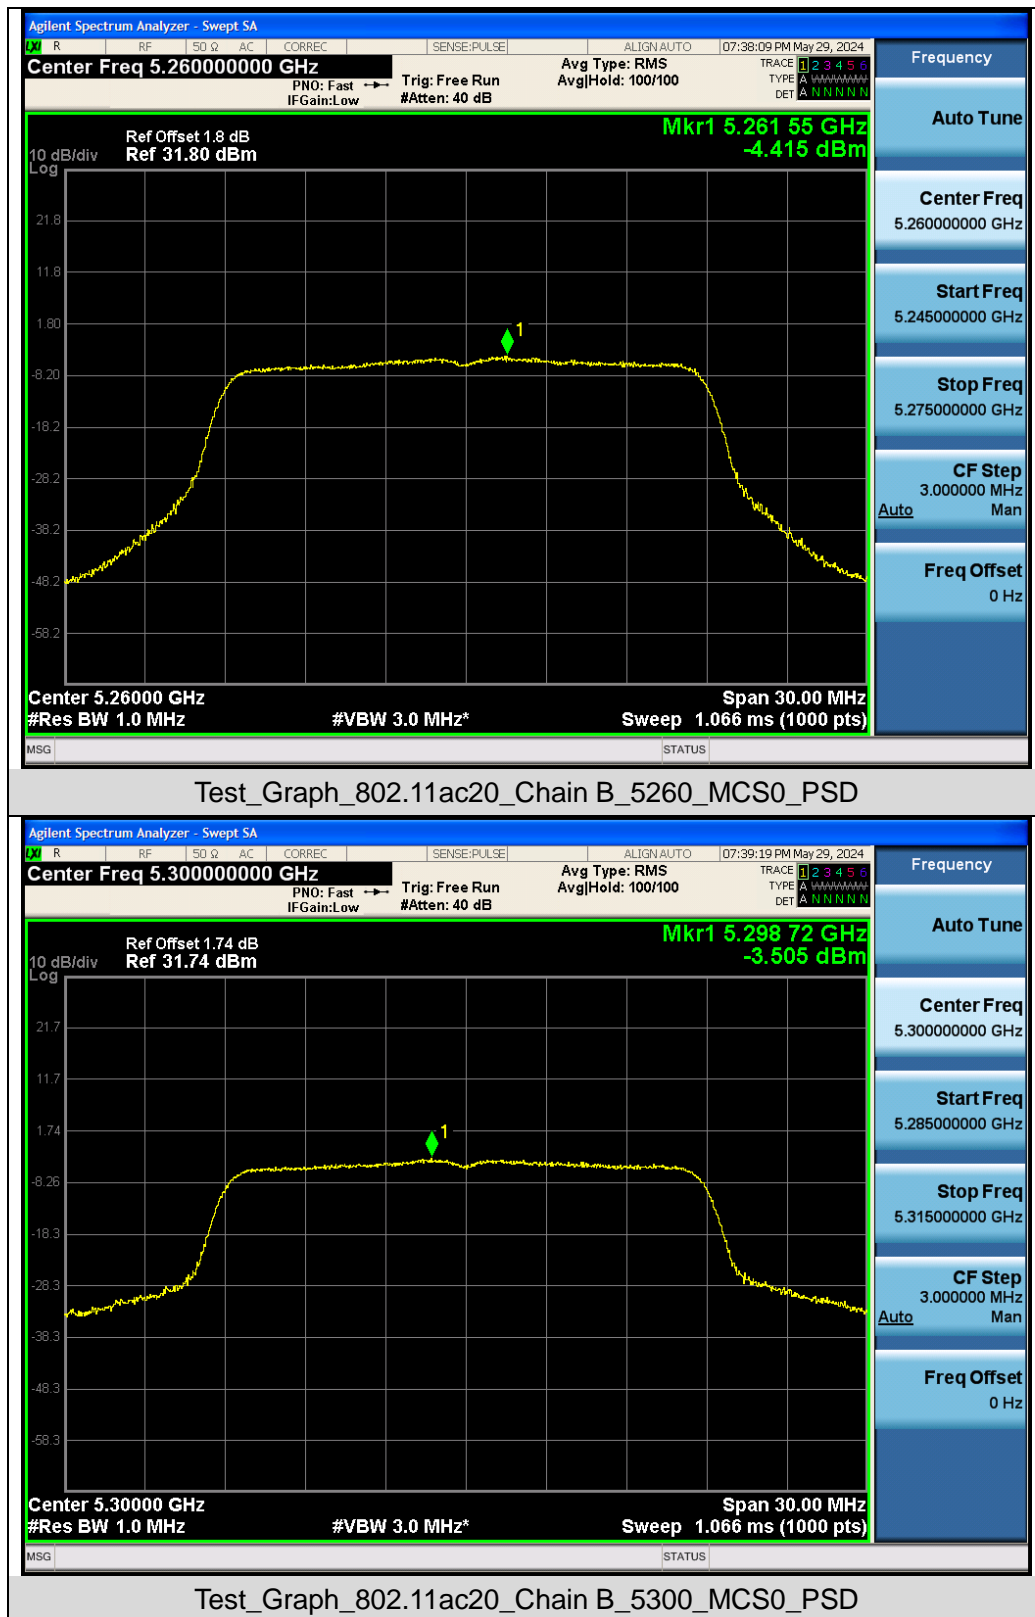 Agilent Spectrum Analyzer - Swept SA
LXI R RF 50 Ω AC CORREC SENSE:PULSE ALIGN AUTO 07:38:09 PM May 29, 2024
Center Freq 5.260000000 GHz
PNO: Fast
IFGain:Low
Trig: Free Run
#Atten: 40 dB
Avg Type: RMS
Avg|Hold: 100/100
TRACE 1 2 3 4 5 6
TYPE A WWWWW
DET A N N N N N
Frequency
Auto Tune
Center Freq
5.260000000 GHz
Start Freq
5.245000000 GHz
Stop Freq
5.275000000 GHz
CF Step
3.000000 MHz
Auto Man
Freq Offset
0 Hz
Mkr1 5.261 55 GHz
-4.415 dBm
Ref Offset 1.8 dB
10 dB/div Ref 31.80 dBm
Log
21.8
11.8
1.80
1
-8.20
-18.2
-28.2
-38.2
-48.2
-58.2
Center 5.26000 GHz Span 30.00 MHz
#Res BW 1.0 MHz #VBW 3.0 MHz* Sweep 1.066 ms (1000 pts)
MSG STATUS
Test_Graph_802.11ac20_Chain B_5260_MCS0_PSD
Agilent Spectrum Analyzer - Swept SA
LXI R RF 50 Ω AC CORREC SENSE:PULSE ALIGN AUTO 07:39:19 PM May 29, 2024
Center Freq 5.300000000 GHz
PNO: Fast
IFGain:Low
Trig: Free Run
#Atten: 40 dB
Avg Type: RMS
Avg|Hold: 100/100
TRACE 1 2 3 4 5 6
TYPE A WWWWW
DET A N N N N N
Frequency
Auto Tune
Center Freq
5.300000000 GHz
Start Freq
5.285000000 GHz
Stop Freq
5.315000000 GHz
CF Step
3.000000 MHz
Auto Man
Freq Offset
0 Hz
Mkr1 5.298 72 GHz
-3.505 dBm
Ref Offset 1.74 dB
10 dB/div Ref 31.74 dBm
Log
21.7
11.7
1.74
1
-8.26
-18.3
-28.3
-38.3
-48.3
-58.3
Center 5.30000 GHz Span 30.00 MHz
#Res BW 1.0 MHz #VBW 3.0 MHz* Sweep 1.066 ms (1000 pts)
MSG STATUS
Test_Graph_802.11ac20_Chain B_5300_MCS0_PSD